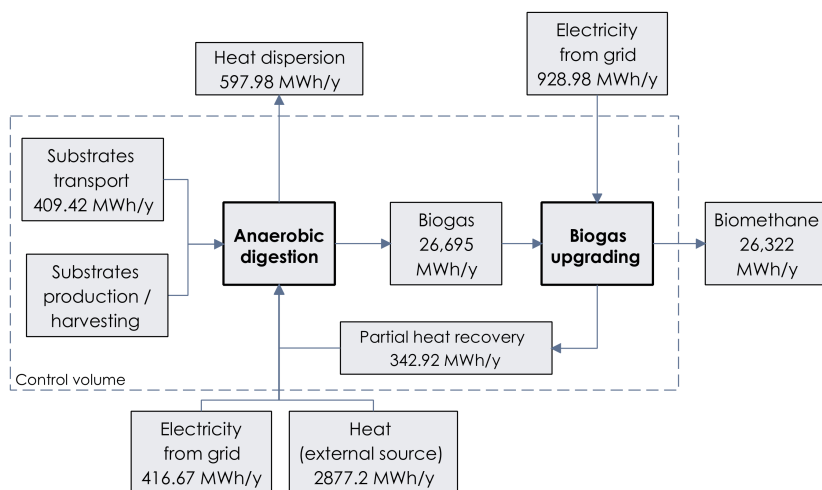 Heat dispersion
597.98 MWh/y
Electricity
from grid
928.98 MWh/y
Substrates
transport
409.42 MWh/y
Anaerobic
digestion
Biogas
26,695
MWh/y
Biogas
upgrading
Biomethane
26,322
MWh/y
Substrates
production /
harvesting
Partial heat recovery
342.92 MWh/y
Control volume
Electricity
from grid
416.67 MWh/y
Heat
(external source)
2877.2 MWh/y